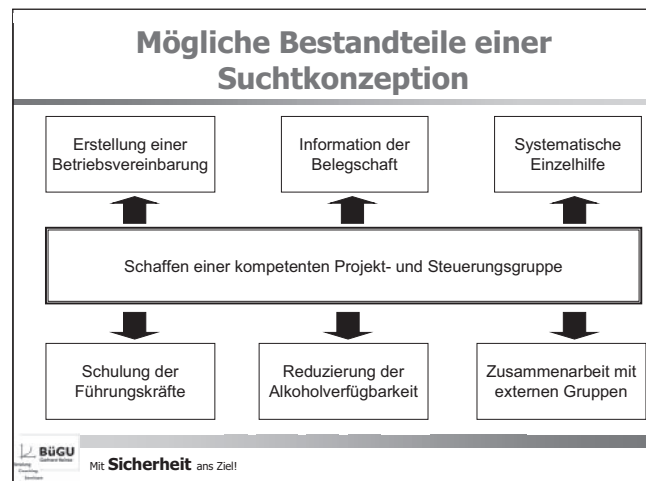 Mögliche Bestandteile einer
Suchtkonzeption
Erstellung einer
Betriebsvereinbarung
Information der
Belegschaft
Systematische
Einzelhilfe
Schaffen einer kompetenten Projekt- und Steuerungsgruppe
Schulung der
Führungskräfte
Reduzierung der
Alkoholverfügbarkeit
Zusammenarbeit mit
externen Gruppen
BüGU
Mit Sicherheit ans Ziel!